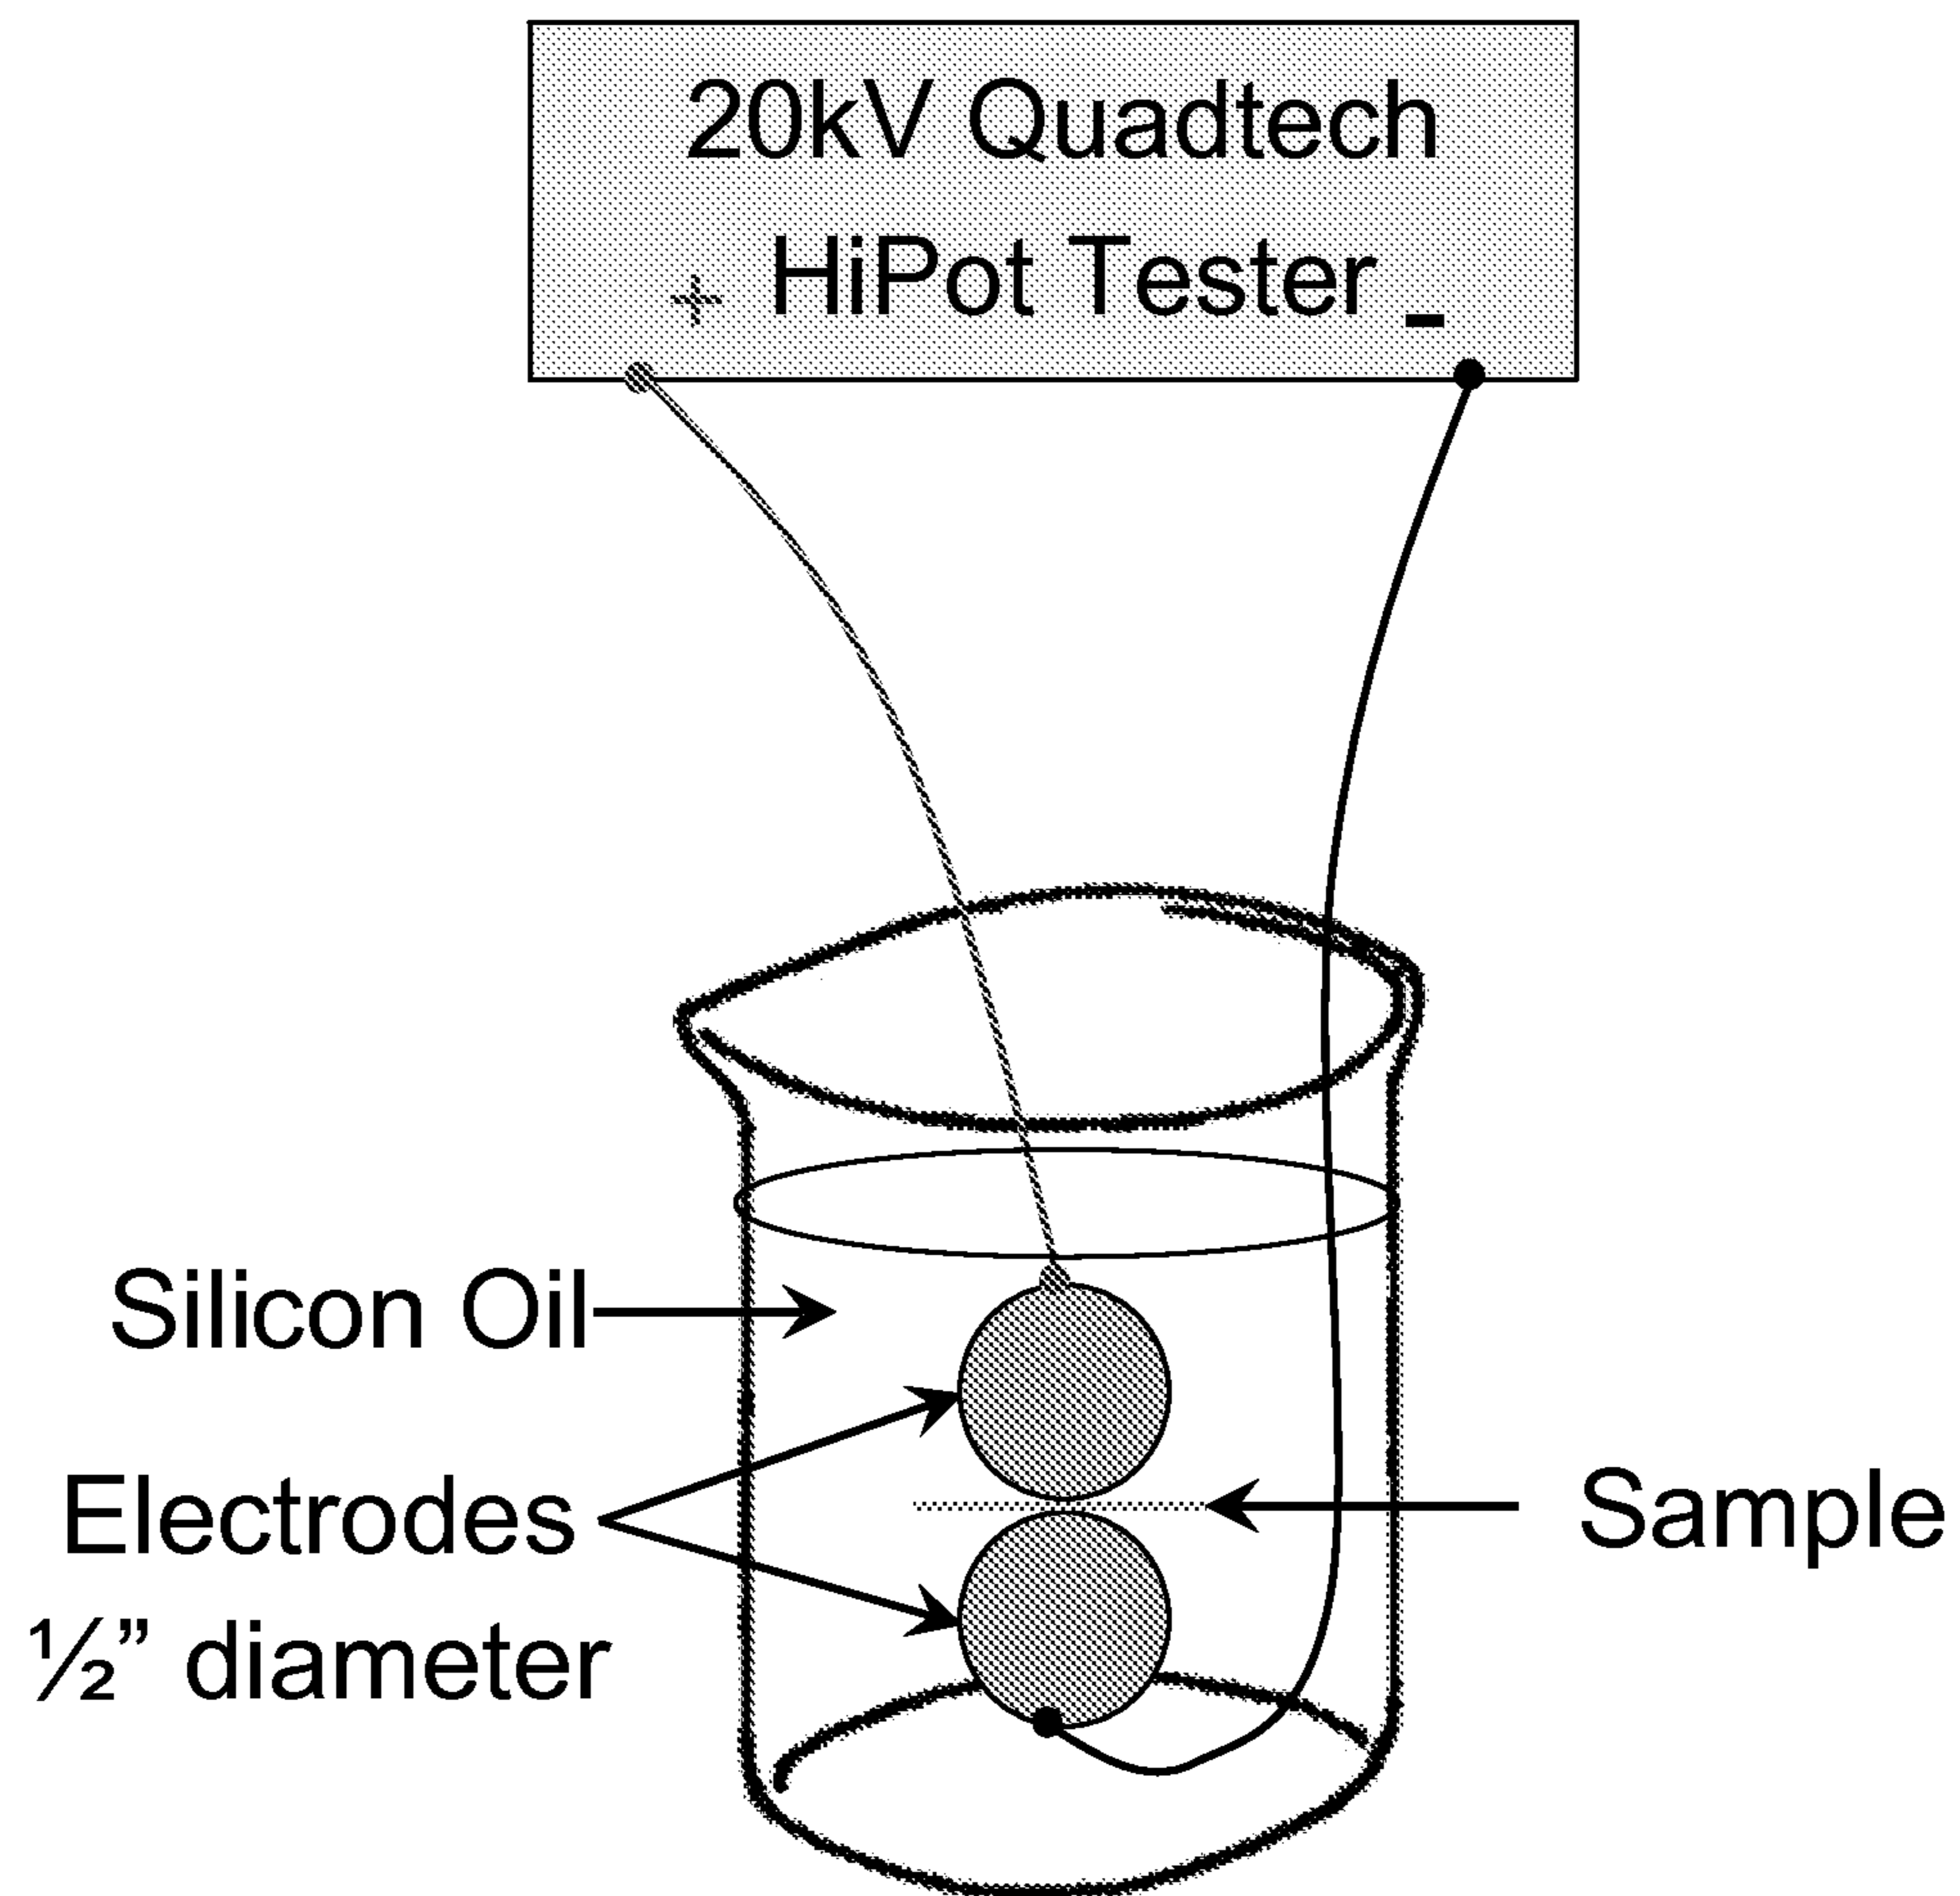 20kV Quadtech
HiPot Tester
+ -
Silicon Oil
Electrodes
½” diameter
Sample